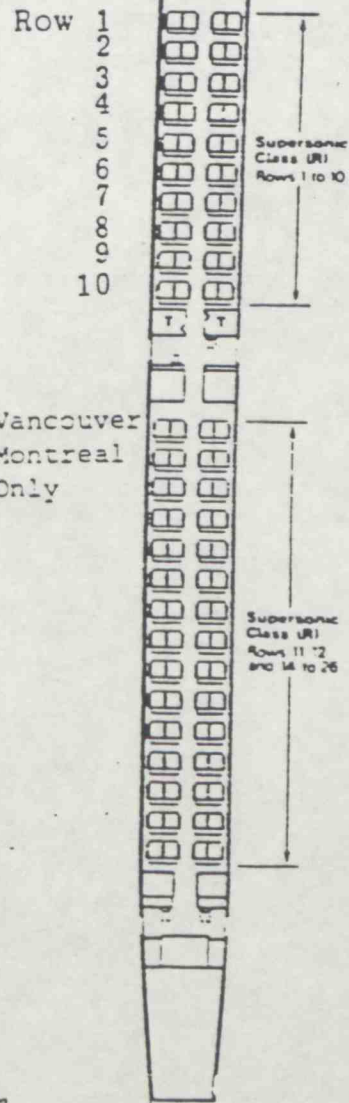 Row 1
2
3
4
5
6
7
8
9
10
Supersonic
Class (R)
Rows 1 to 10
T T
Vancouver
Montreal
Only
Supersonic
Class (R)
Rows 11 12
and 14 to 26